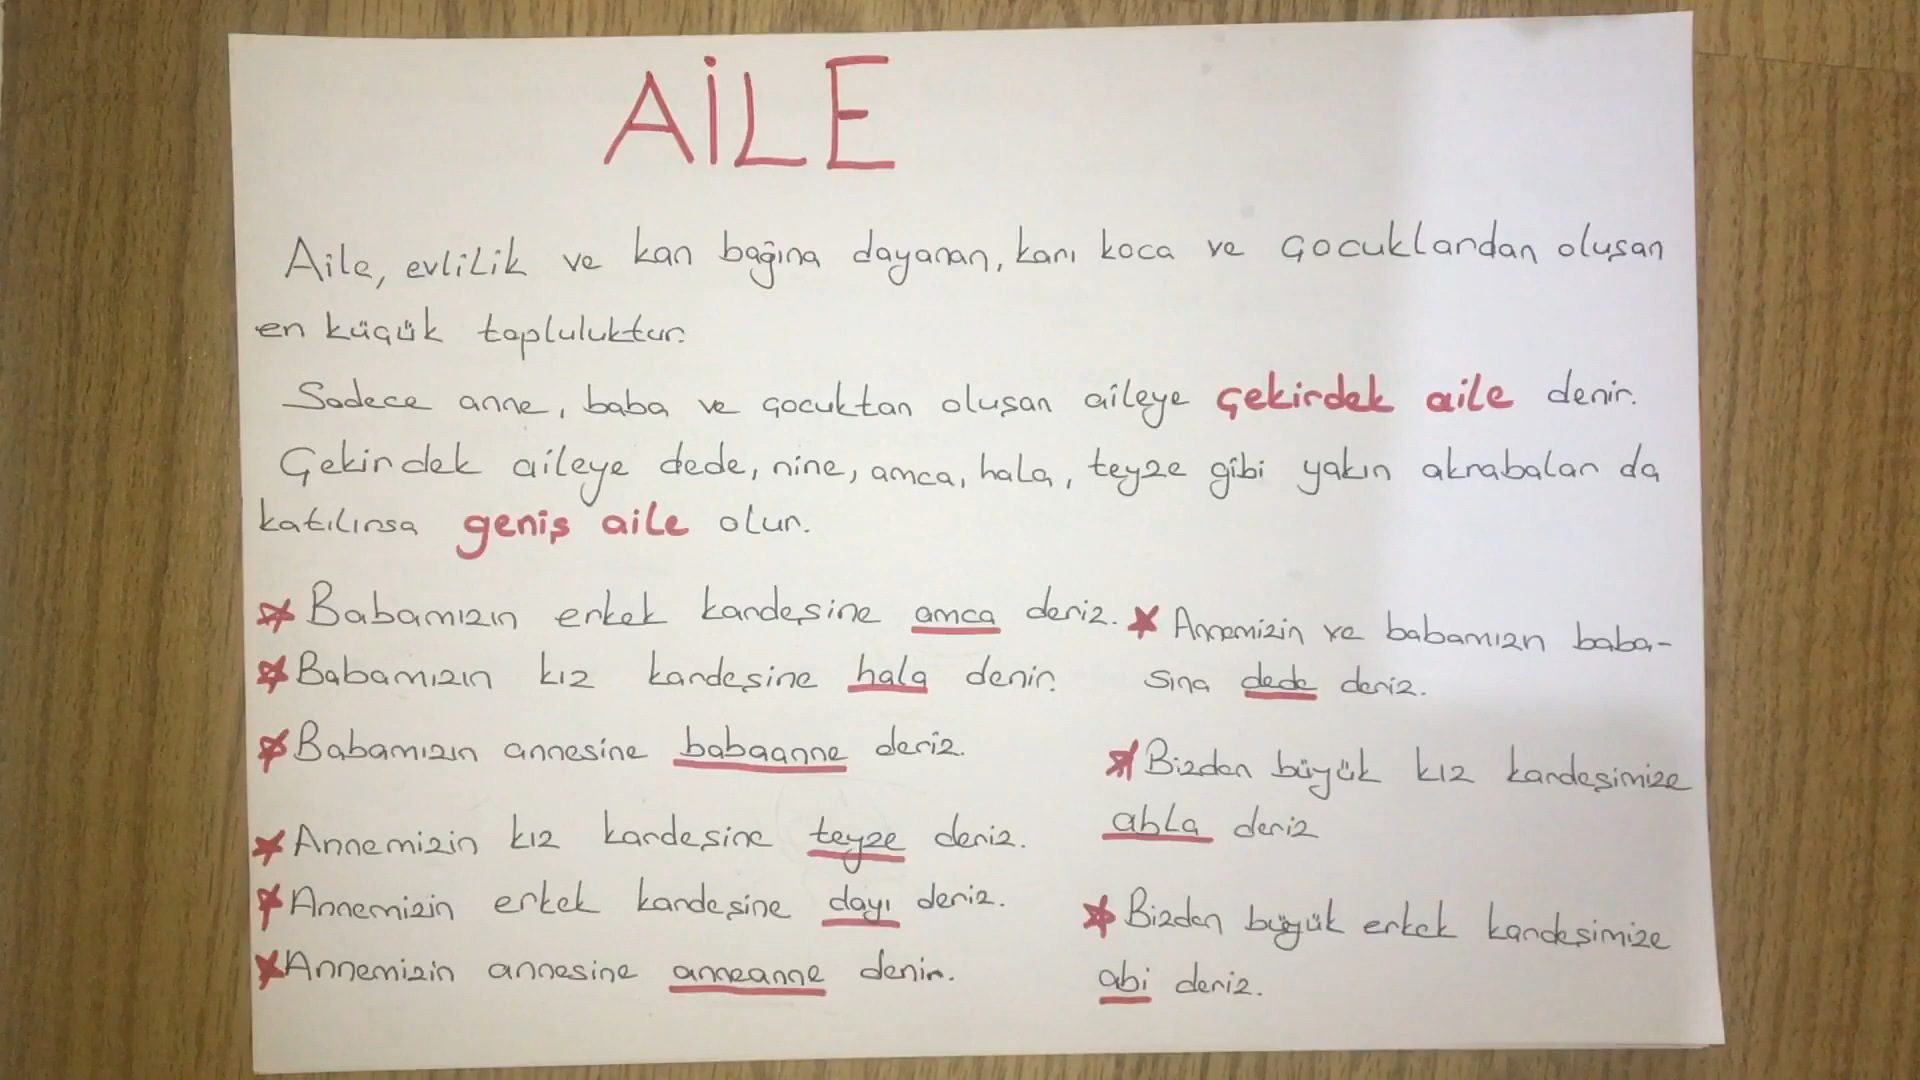 AİLE
Aile, evlilik ve kan bağına dayanan, karı koca ve çocuklardan oluşan
en küçük topluluktur.
Sadece anne, baba ve çocuktan oluşan aileye çekirdek aile denir.
Çekirdek aileye dede, nine, amca, hala, teyze gibi yakın akrabalar da
katılırsa geniş aile olur.
Babamızın erkek kardeşine amca deriz.
Babamızın kız kardeşine hala denir.
Babamızın annesine babaanne deriz.
Annemizin kız kardeşine teyze deriz.
Annemizin erkek kardeşine dayı deriz.
Annemizin annesine anneanne denir.
Annemizin ve babamızn baba-
sına dede deriz.
Bizden büyük kız kardeşimize
abla deriz
Bizden büyük erkek kardeşimize
abi deriz.